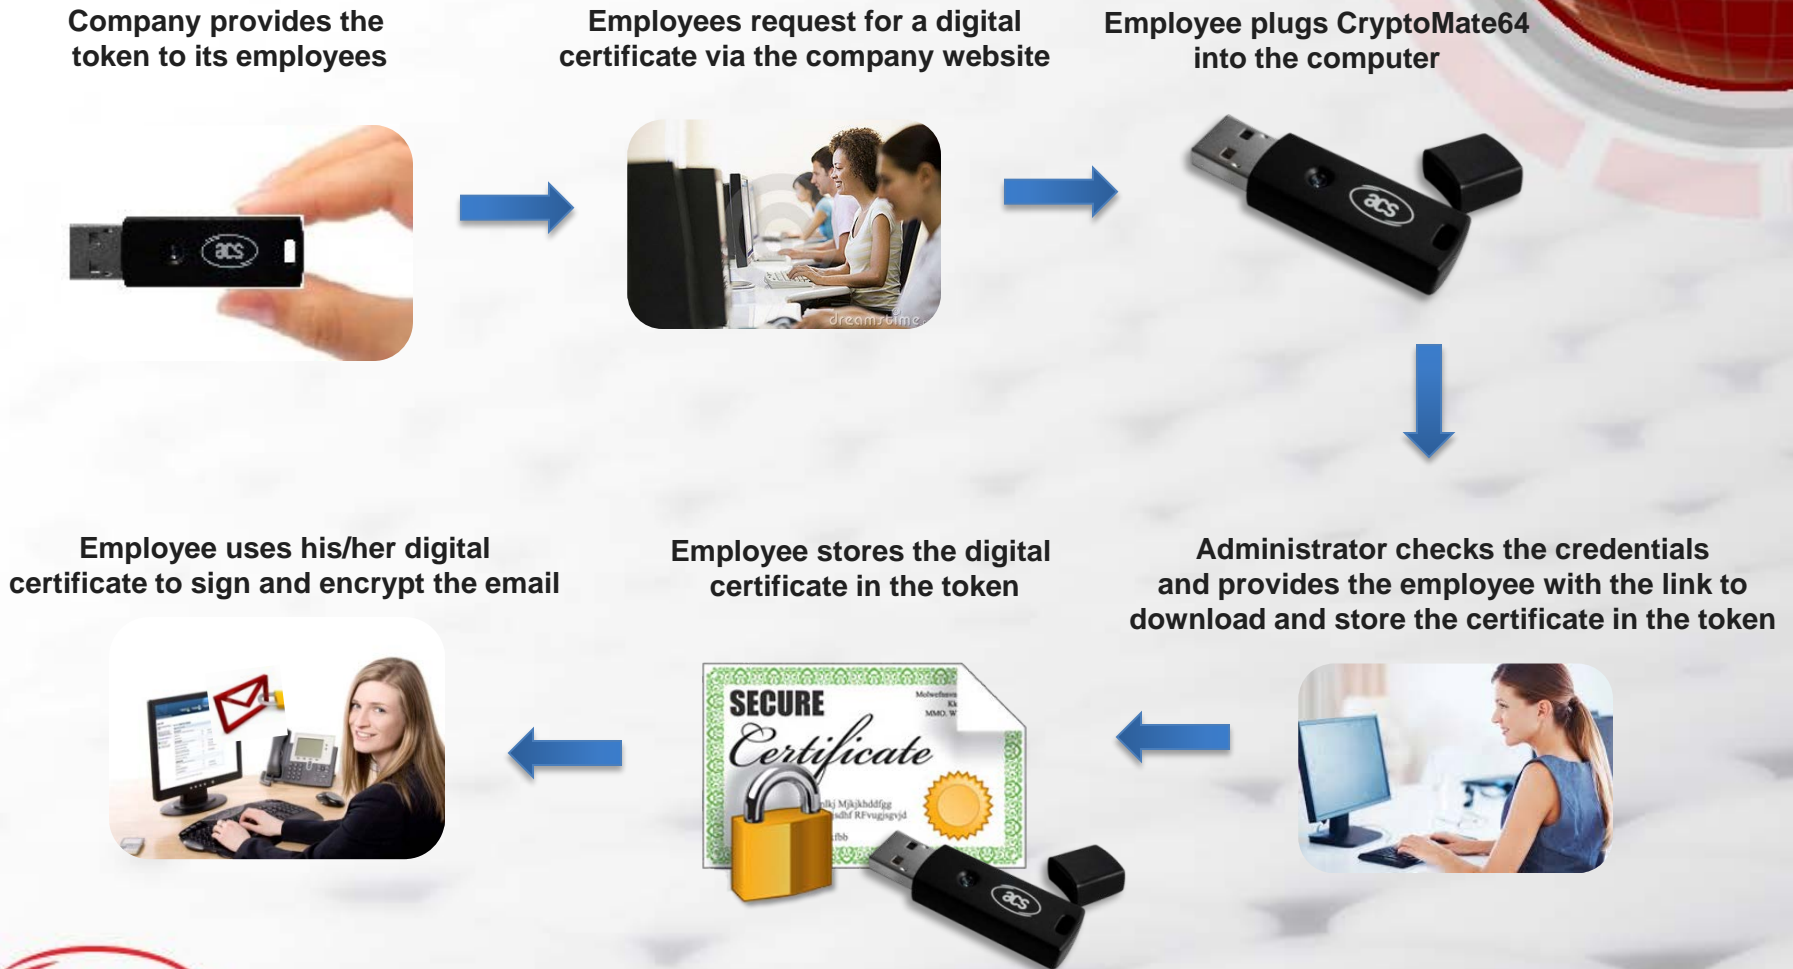 Company provides the
token to its employees
Employees request for a digital
certificate via the company website
Employee plugs CryptoMate64
into the computer
acs
dreamstime
acs
Administrator checks the credentials
and provides the employee with the link to
download and store the certificate in the token
Employee stores the digital
certificate in the token
SECURE
Certificate
MMO. W
Mjkjkhddfgg
RFvugjsgvjd
acs
Employee uses his/her digital
certificate to sign and encrypt the email